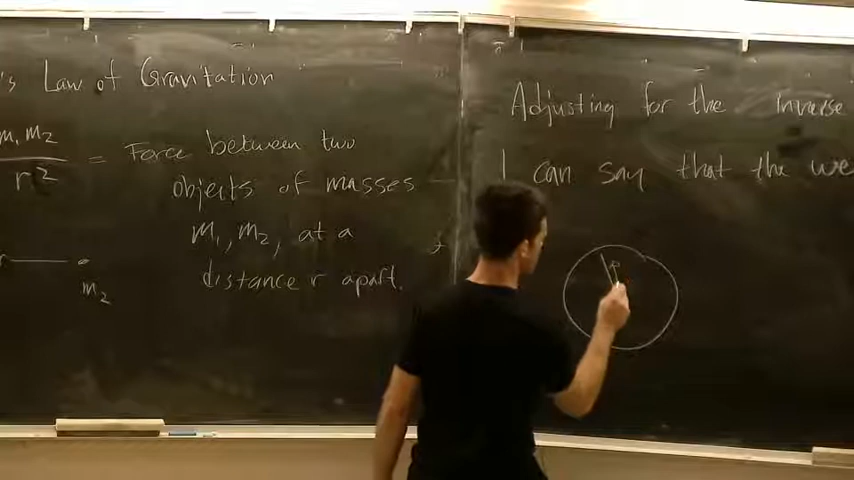 's Law of Gravitation
m, m2
r2
= Force between two
objects of masses
m1, m2, at a
distance r apart.
m2
Adjusting for the inverse
I can say that the we